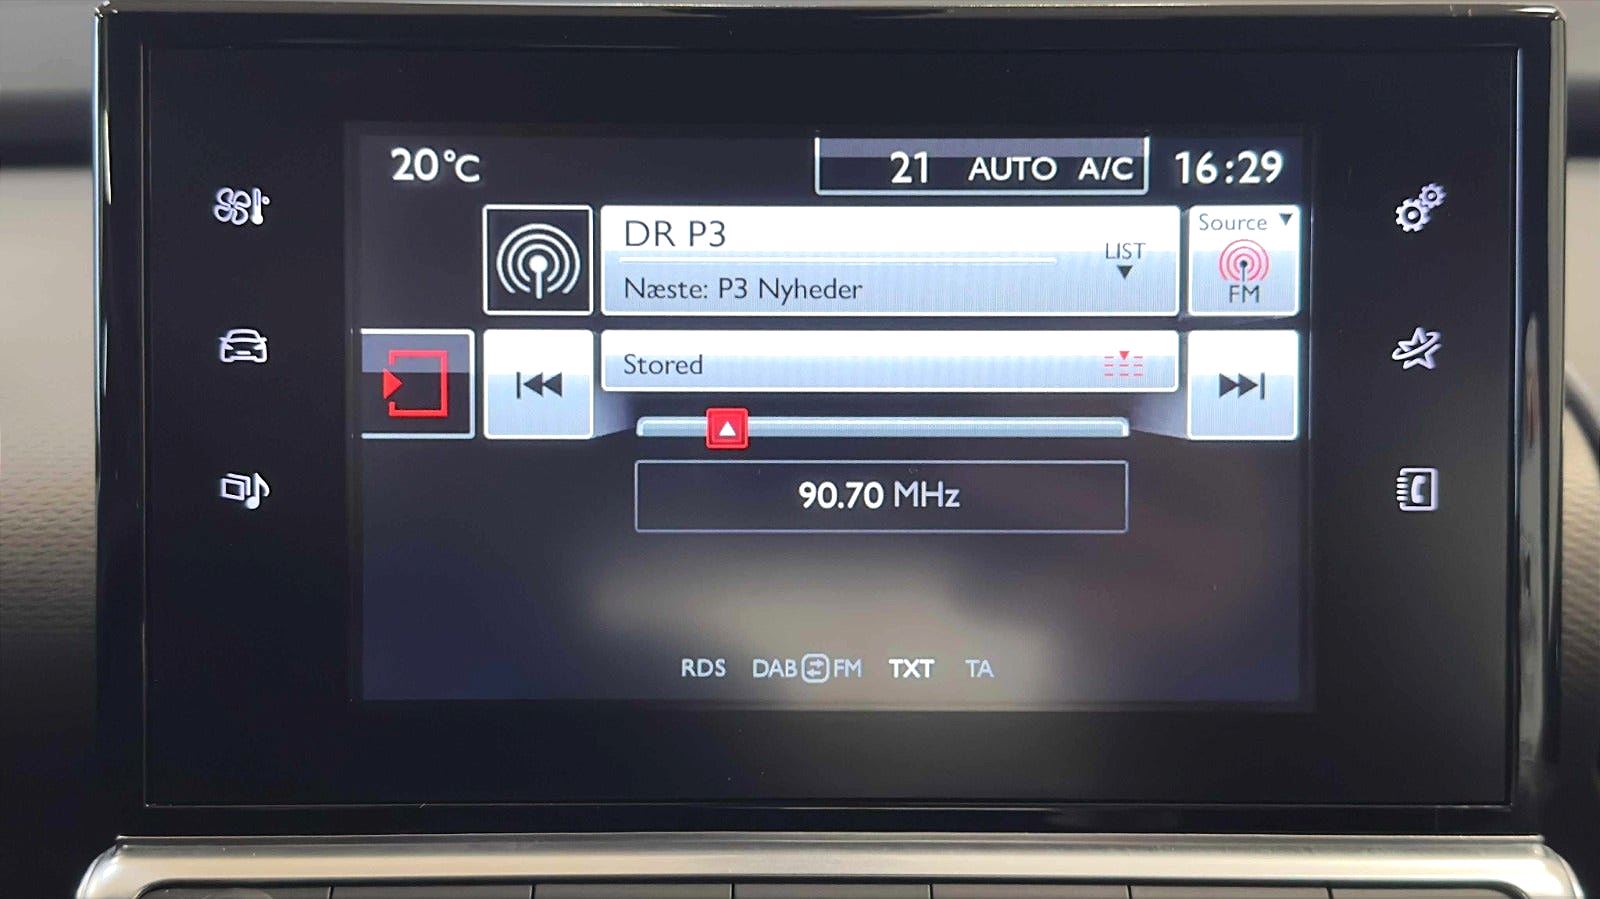 20°C 21 AUTO A/C 16:29
DR P3
LIST
Næste: P3 Nyheder
Source
FM
Stored
90.70 MHz
RDS DAB FM TXT TA